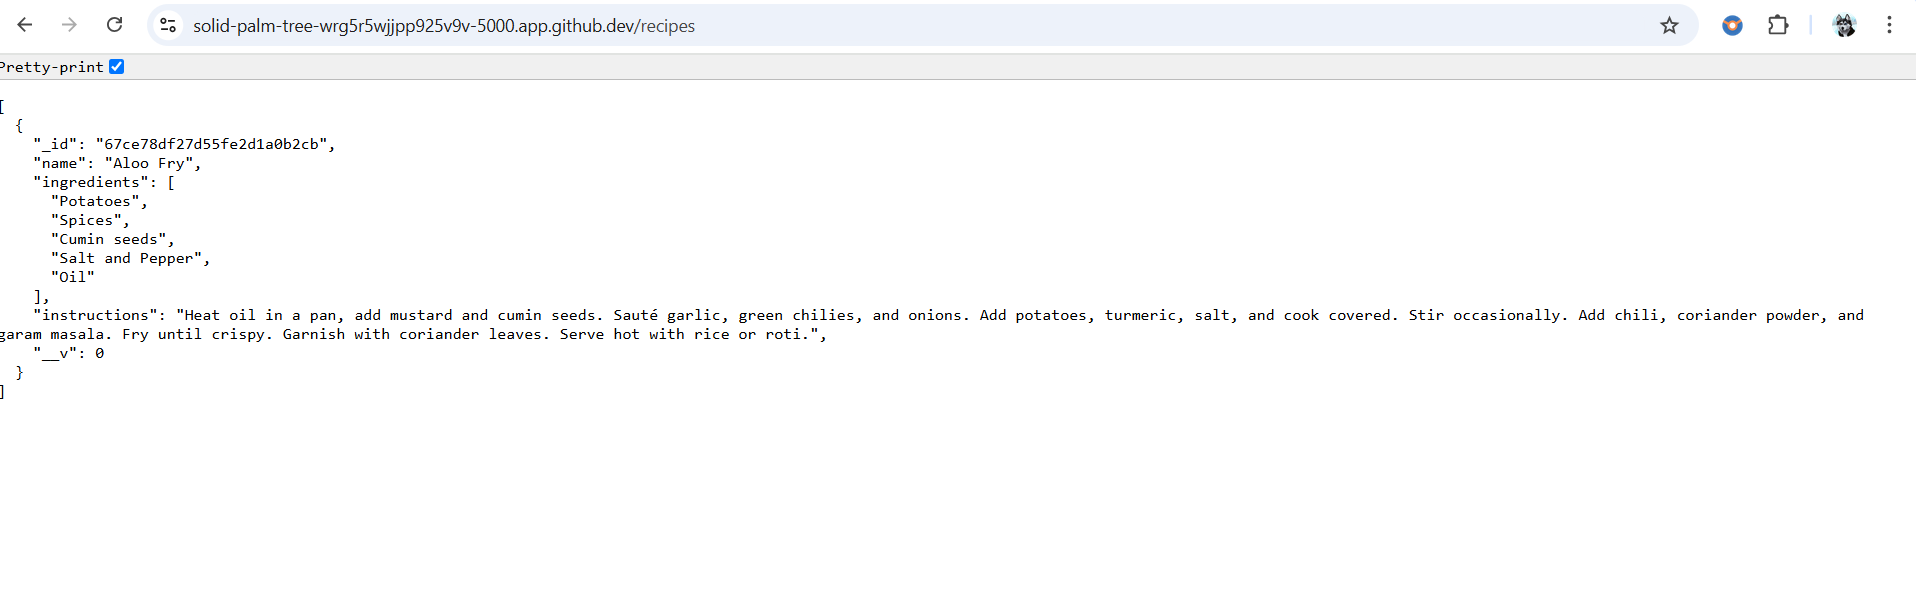 solid-palm-tree-wrg5r5wjjpp925v9v-5000.app.github.dev/recipes
Pretty-print
[
  {
    "_id": "67ce78df27d55fe2d1a0b2cb",
    "name": "Aloo Fry",
    "ingredients": [
      "Potatoes",
      "Spices",
      "Cumin seeds",
      "Salt and Pepper",
      "Oil"
    ],
    "instructions": "Heat oil in a pan, add mustard and cumin seeds. Sauté garlic, green chilies, and onions. Add potatoes, turmeric, salt, and cook covered. Stir occasionally. Add chili, coriander powder, and
garam masala. Fry until crispy. Garnish with coriander leaves. Serve hot with rice or roti.",
    "__v": 0
  }
]